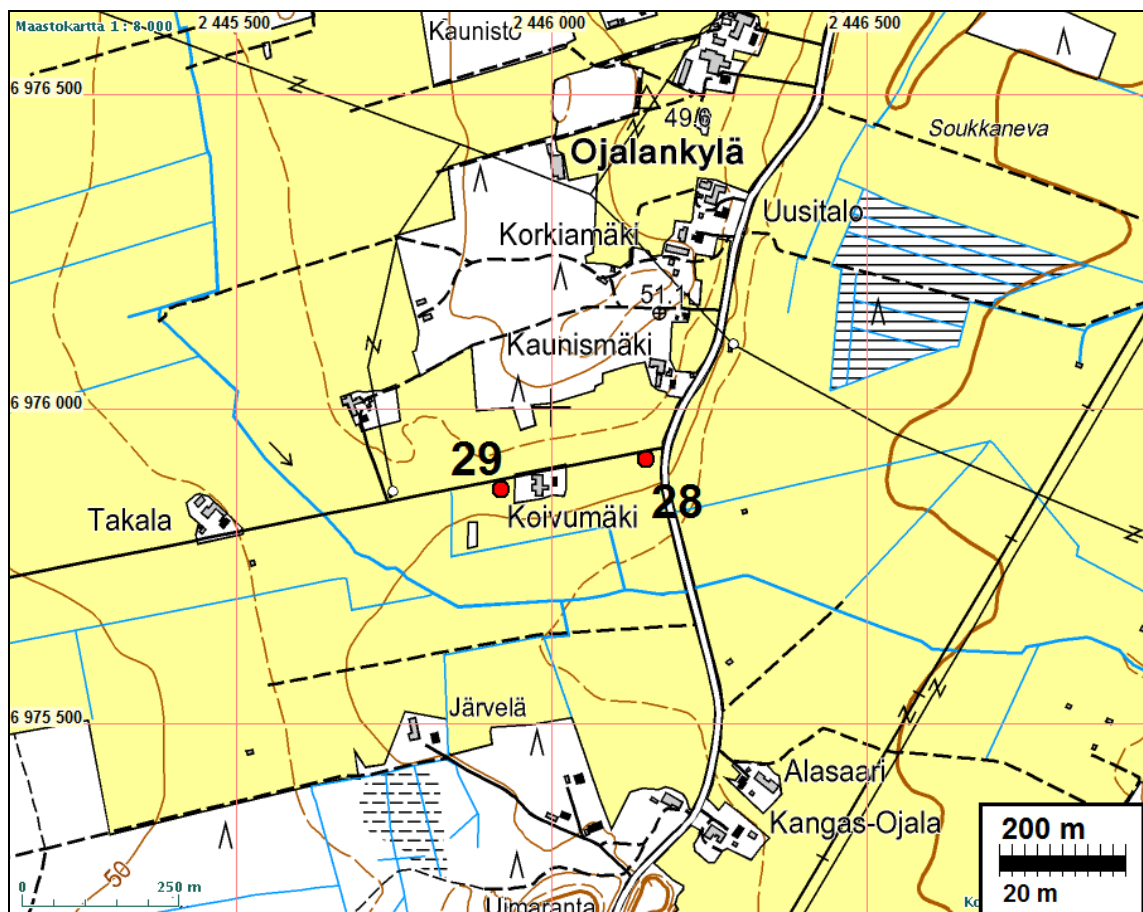 Maastokartta 1 : 8 000
2 445 500
2 446 000
2 446 500
Kaunisto
6 976 500
49.6
Soukkaneva
Ojalankylä
Uusitalo
Korkiamäki
51.1
Kaunismäki
6 976 000
29
28
Takala
Koivumäki
6 975 500
Järvelä
Alasaari
Kangas-Ojala
50
200 m
20 m
0 250 m
Uimaranta
Ko